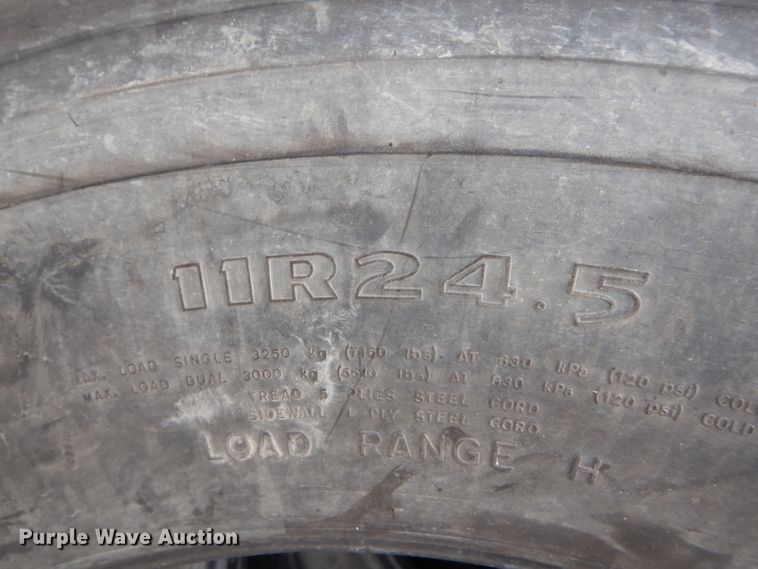 11R24.5
MAX. LOAD SINGLE 3250 kg (7160 lbs). AT 830 kPa (120 psi) COLD
MAX. LOAD DUAL 3000 kg (6610 lbs) AT 830 kPa (120 psi) COLD
TREAD 5 PLIES STEEL CORD
SIDEWALL 1 PLY STEEL CORD
LOAD RANGE H
Purple Wave Auction